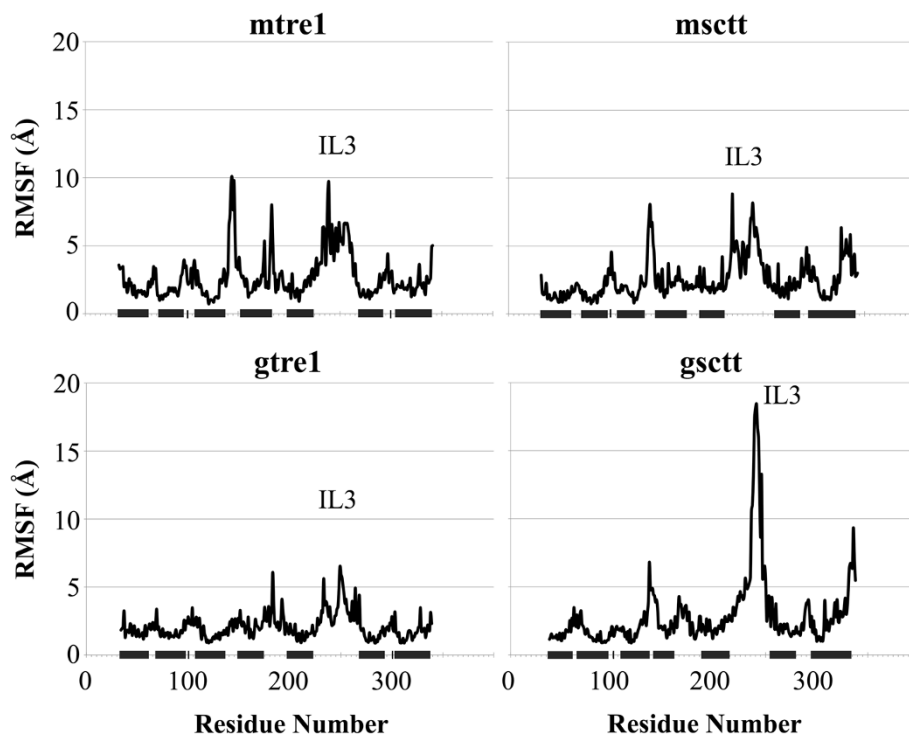 mtre1
msctt
20
15
10
5
0
RMSF (Å)
IL3
IL3
gtre1
gsctt
20
15
10
5
0
RMSF (Å)
IL3
IL3
0 100 200 300
0 100 200 300
Residue Number
Residue Number